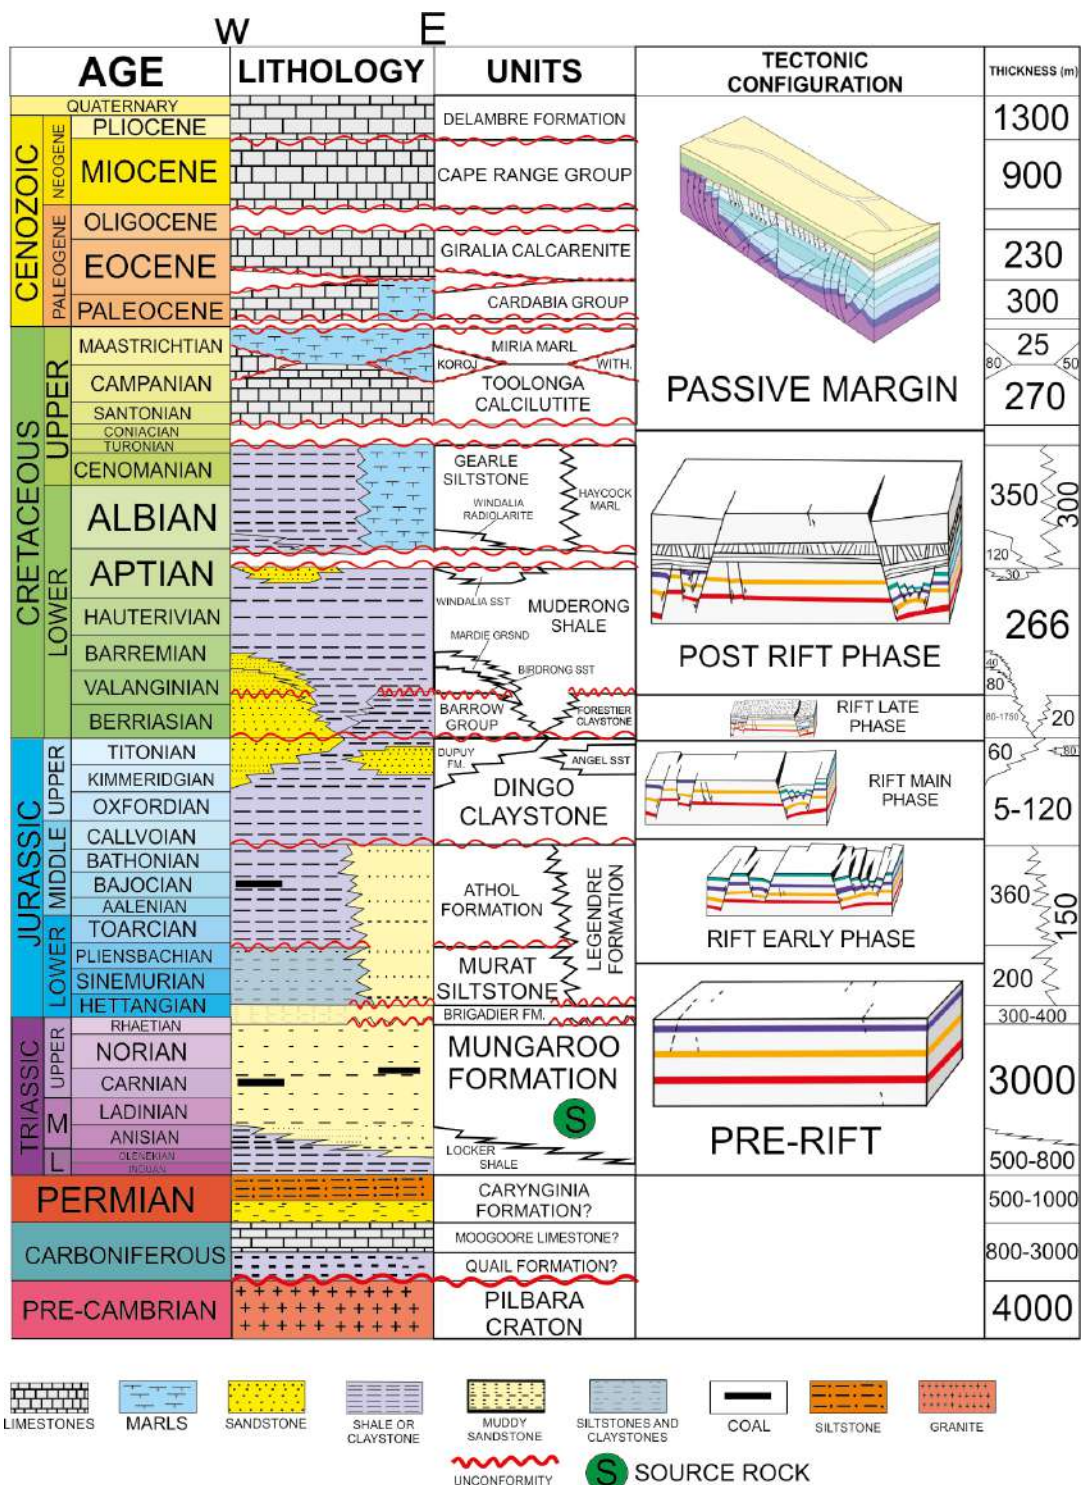 W E
AGE
LITHOLOGY
UNITS
TECTONIC
CONFIGURATION
THICKNESS (m)
CENOZOIC
NEOGENE
PALEOGENE
QUATERNARY
PLIOCENE
MIOCENE
OLIGOCENE
EOCENE
PALEOCENE
CRETACEOUS
UPPER
LOWER
MAASTRICHTIAN
CAMPANIAN
SANTONIAN
CONIACIAN
TURONIAN
CENOMANIAN
ALBIAN
APTIAN
HAUTERIVIAN
BARREMIAN
VALANGINIAN
BERRIASIAN
JURASSIC
UPPER
MIDDLE
LOWER
TITONIAN
KIMMERIDGIAN
OXFORDIAN
CALLVOIAN
BATHONIAN
BAJOCIAN
AALENIAN
TOARCIAN
PLIENSBACHIAN
SINEMURIAN
HETTANGIAN
TRIASSIC
UPPER
M
L
RHAETIAN
NORIAN
CARNIAN
LADINIAN
ANISIAN
OLENEKIAN
INDUAN
PERMIAN
CARBONIFEROUS
PRE-CAMBRIAN
DELAMBRE FORMATION
CAPE RANGE GROUP
GIRALIA CALCARENITE
CARDABIA GROUP
MIRIA MARL
KOROJ
WITH.
TOOLONGA
CALCILUTITE
GEARLE
SILTSTONE
WINDALIA
RADIOLARITE
HAYCOCK
MARL
WINDALIA SST
MUDERONG
SHALE
MARDIE GRSND
BIRDRONG SST
BARROW
GROUP
FORESTIER
CLAYSTONE
DUPUY
FM.
ANGEL SST
DINGO
CLAYSTONE
ATHOL
FORMATION
LEGENDRE
FORMATION
MURAT
SILTSTONE
BRIGADIER FM.
MUNGAROO
FORMATION
S
LOCKER
SHALE
CARYNGINIA
FORMATION?
MOOGOORE LIMESTONE?
QUAIL FORMATION?
PILBARA
CRATON
PASSIVE MARGIN
POST RIFT PHASE
RIFT LATE
PHASE
RIFT MAIN
PHASE
RIFT EARLY PHASE
PRE-RIFT
1300
900
230
300
25
80
50
270
350
300
120
30
266
40
80
80-1750
20
60
80
5-120
360
150
200
300-400
3000
500-800
500-1000
800-3000
4000
LIMESTONES
MARLS
SANDSTONE
SHALE OR
CLAYSTONE
MUDDY
SANDSTONE
SILTSTONES AND
CLAYSTONES
COAL
SILTSTONE
GRANITE
UNCONFORMITY
S SOURCE ROCK